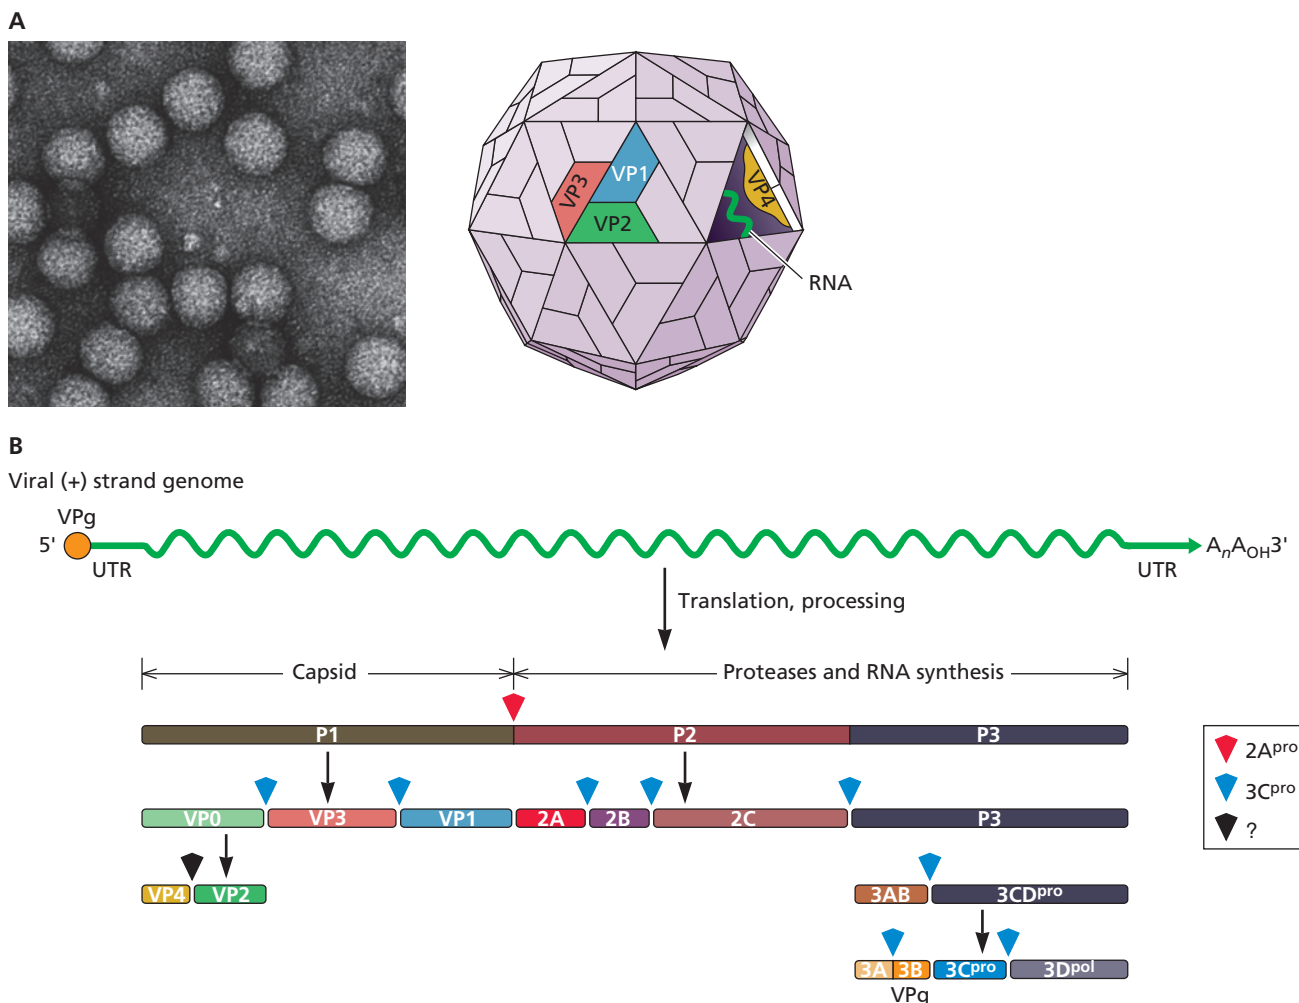 A
VP3
VP1
VP2
VP4
RNA
B
Viral (+) strand genome
VPg
5'
UTR
AnAOH3'
UTR
Translation, processing
Capsid
Proteases and RNA synthesis
P1
P2
P3
2Apro
3Cpro
?
VP0
VP3
VP1
2A
2B
2C
P3
VP4
VP2
3AB
3CDpro
3A
3B
3Cpro
3Dpol
VPg